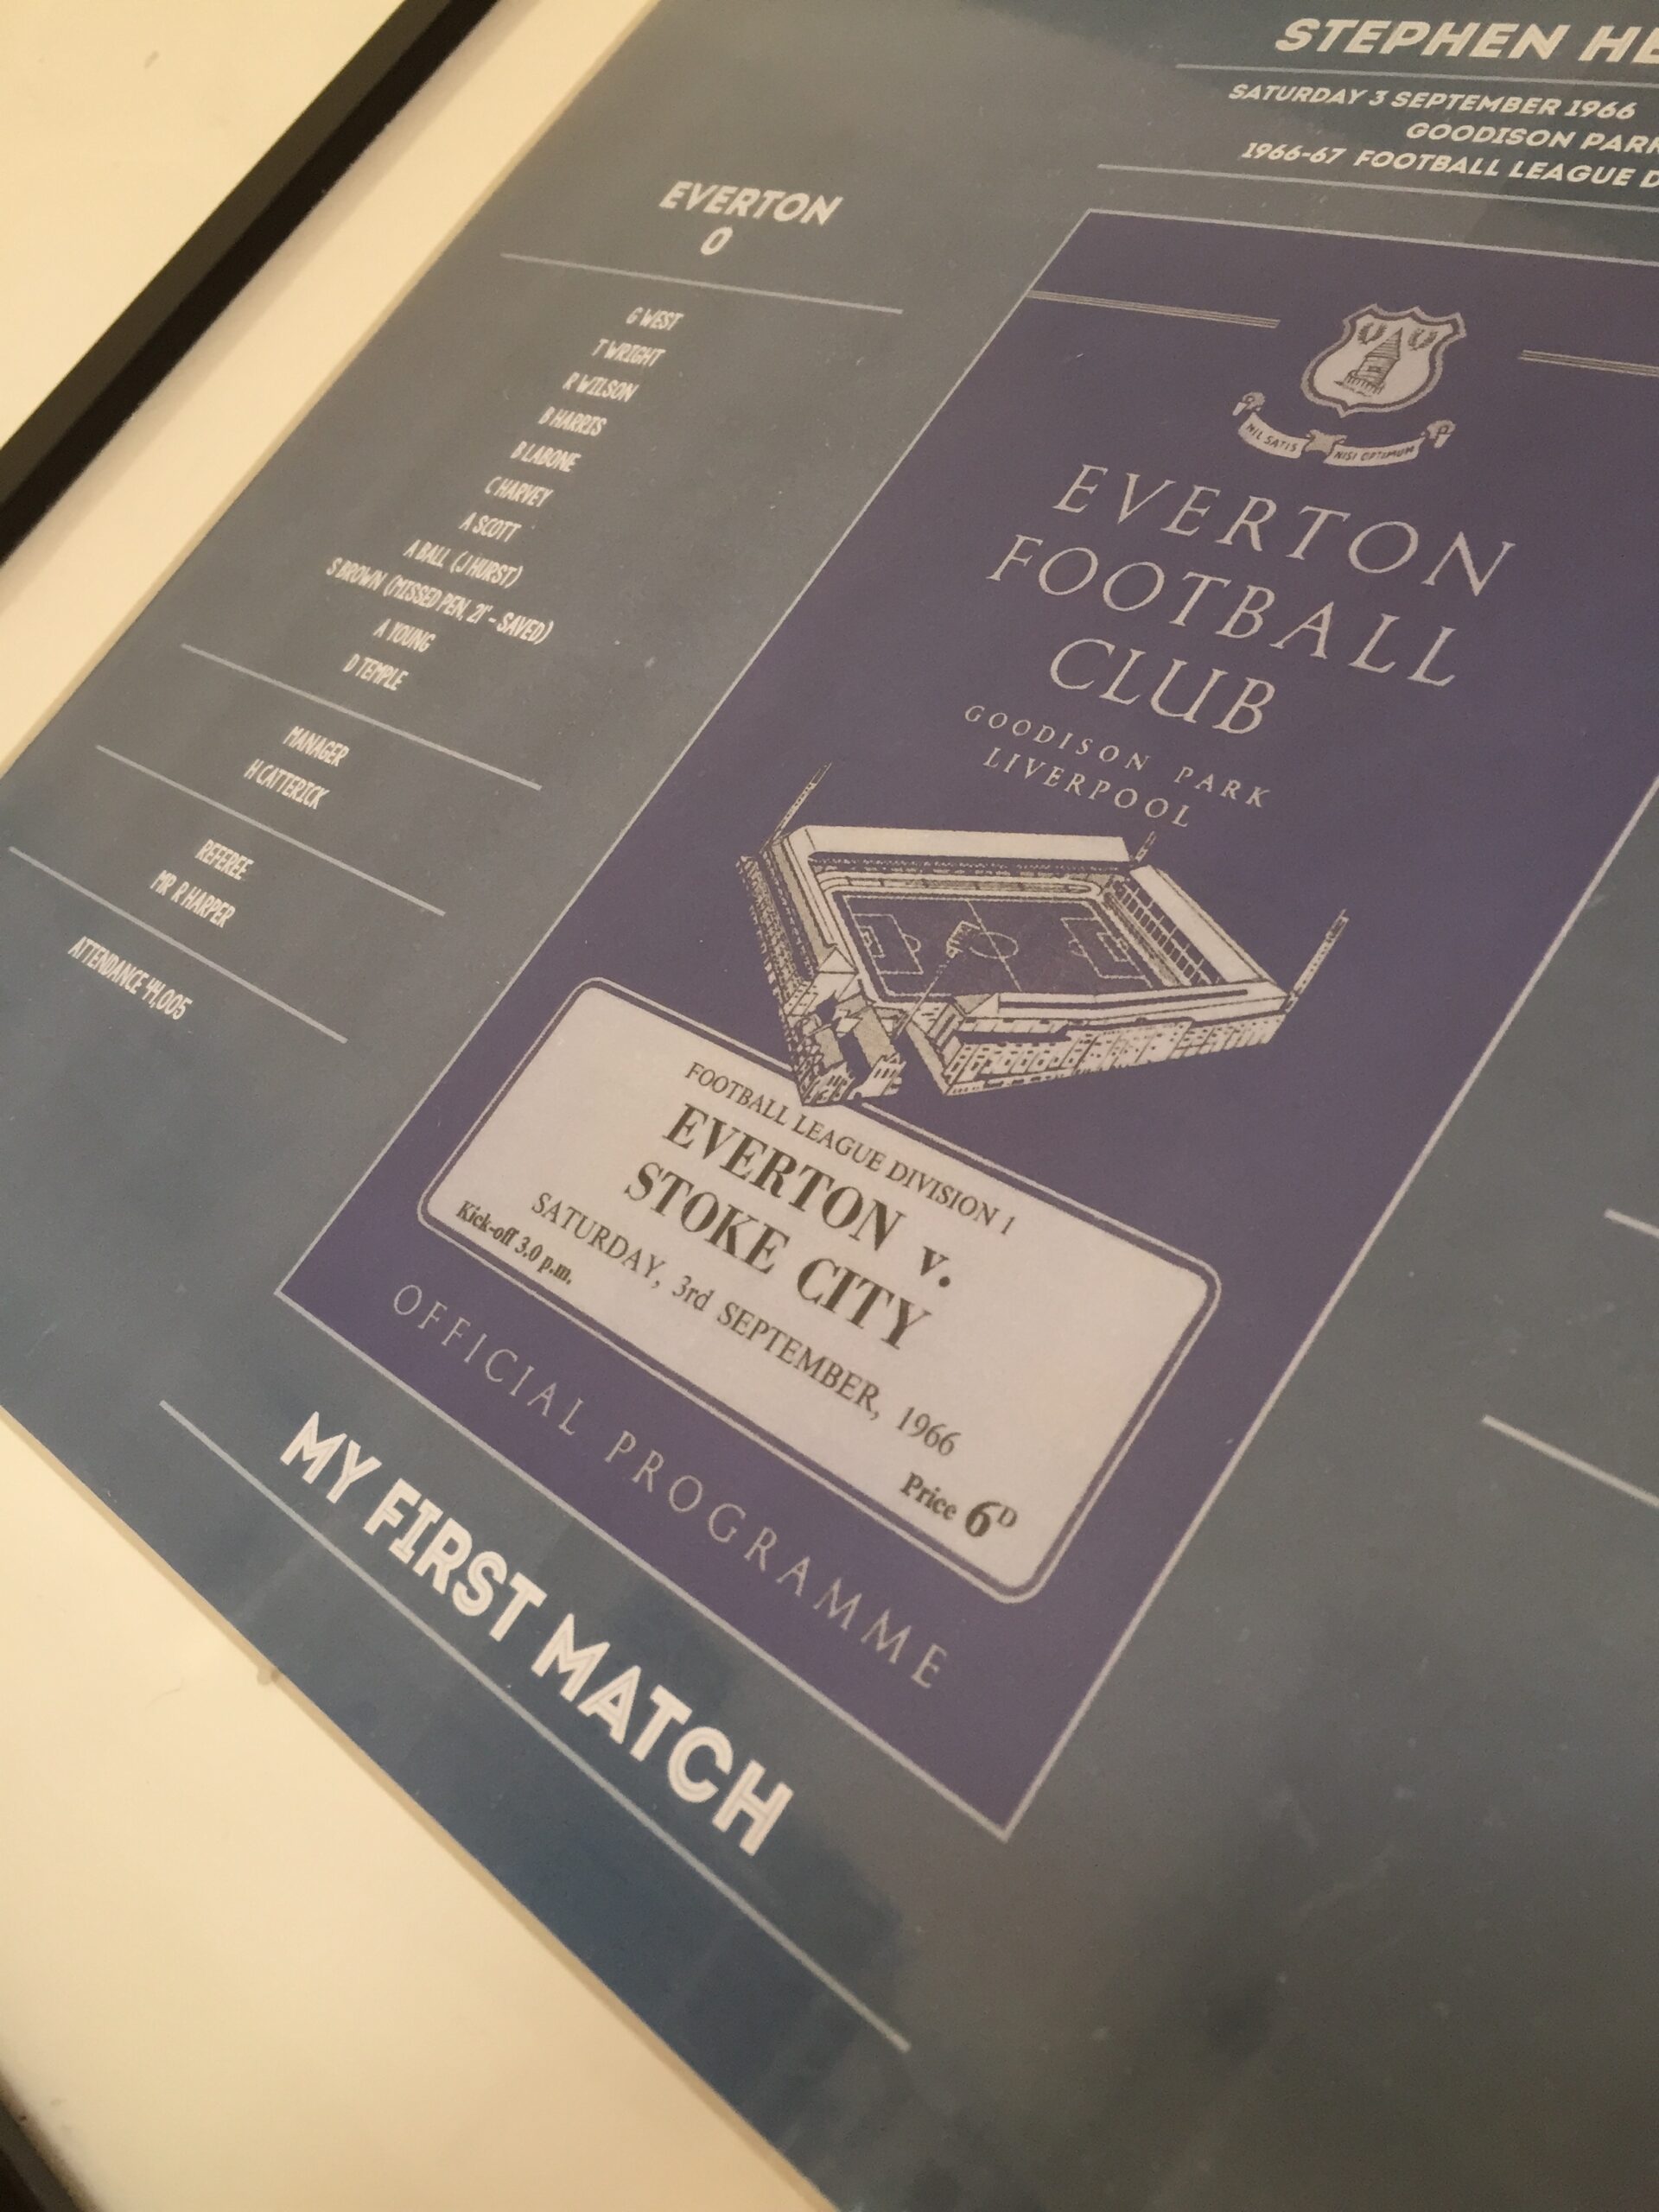 STEPHEN HE
SATURDAY 3 SEPTEMBER 1966
GOODISON PARK
1966-67 FOOTBALL LEAGUE D
EVERTON
0
G WEST
T WRIGHT
R WILSON
B HARRIS
B LABONE
C HARVEY
A SCOTT
A BALL (J HURST)
S BROWN (MISSED PEN, 21' - SAVED)
A YOUNG
D TEMPLE
MANAGER
H CATTERICK
REFEREE
MR R HARPER
ATTENDANCE 44,005
NIL SATIS NISI OPTIMUM
EVERTON
FOOTBALL
CLUB
GOODISON PARK
LIVERPOOL
FOOTBALL LEAGUE DIVISION 1
EVERTON v.
STOKE CITY
SATURDAY, 3rd SEPTEMBER, 1966
Kick-off 3.0 p.m.
Price 6D
OFFICIAL PROGRAMME
MY FIRST MATCH